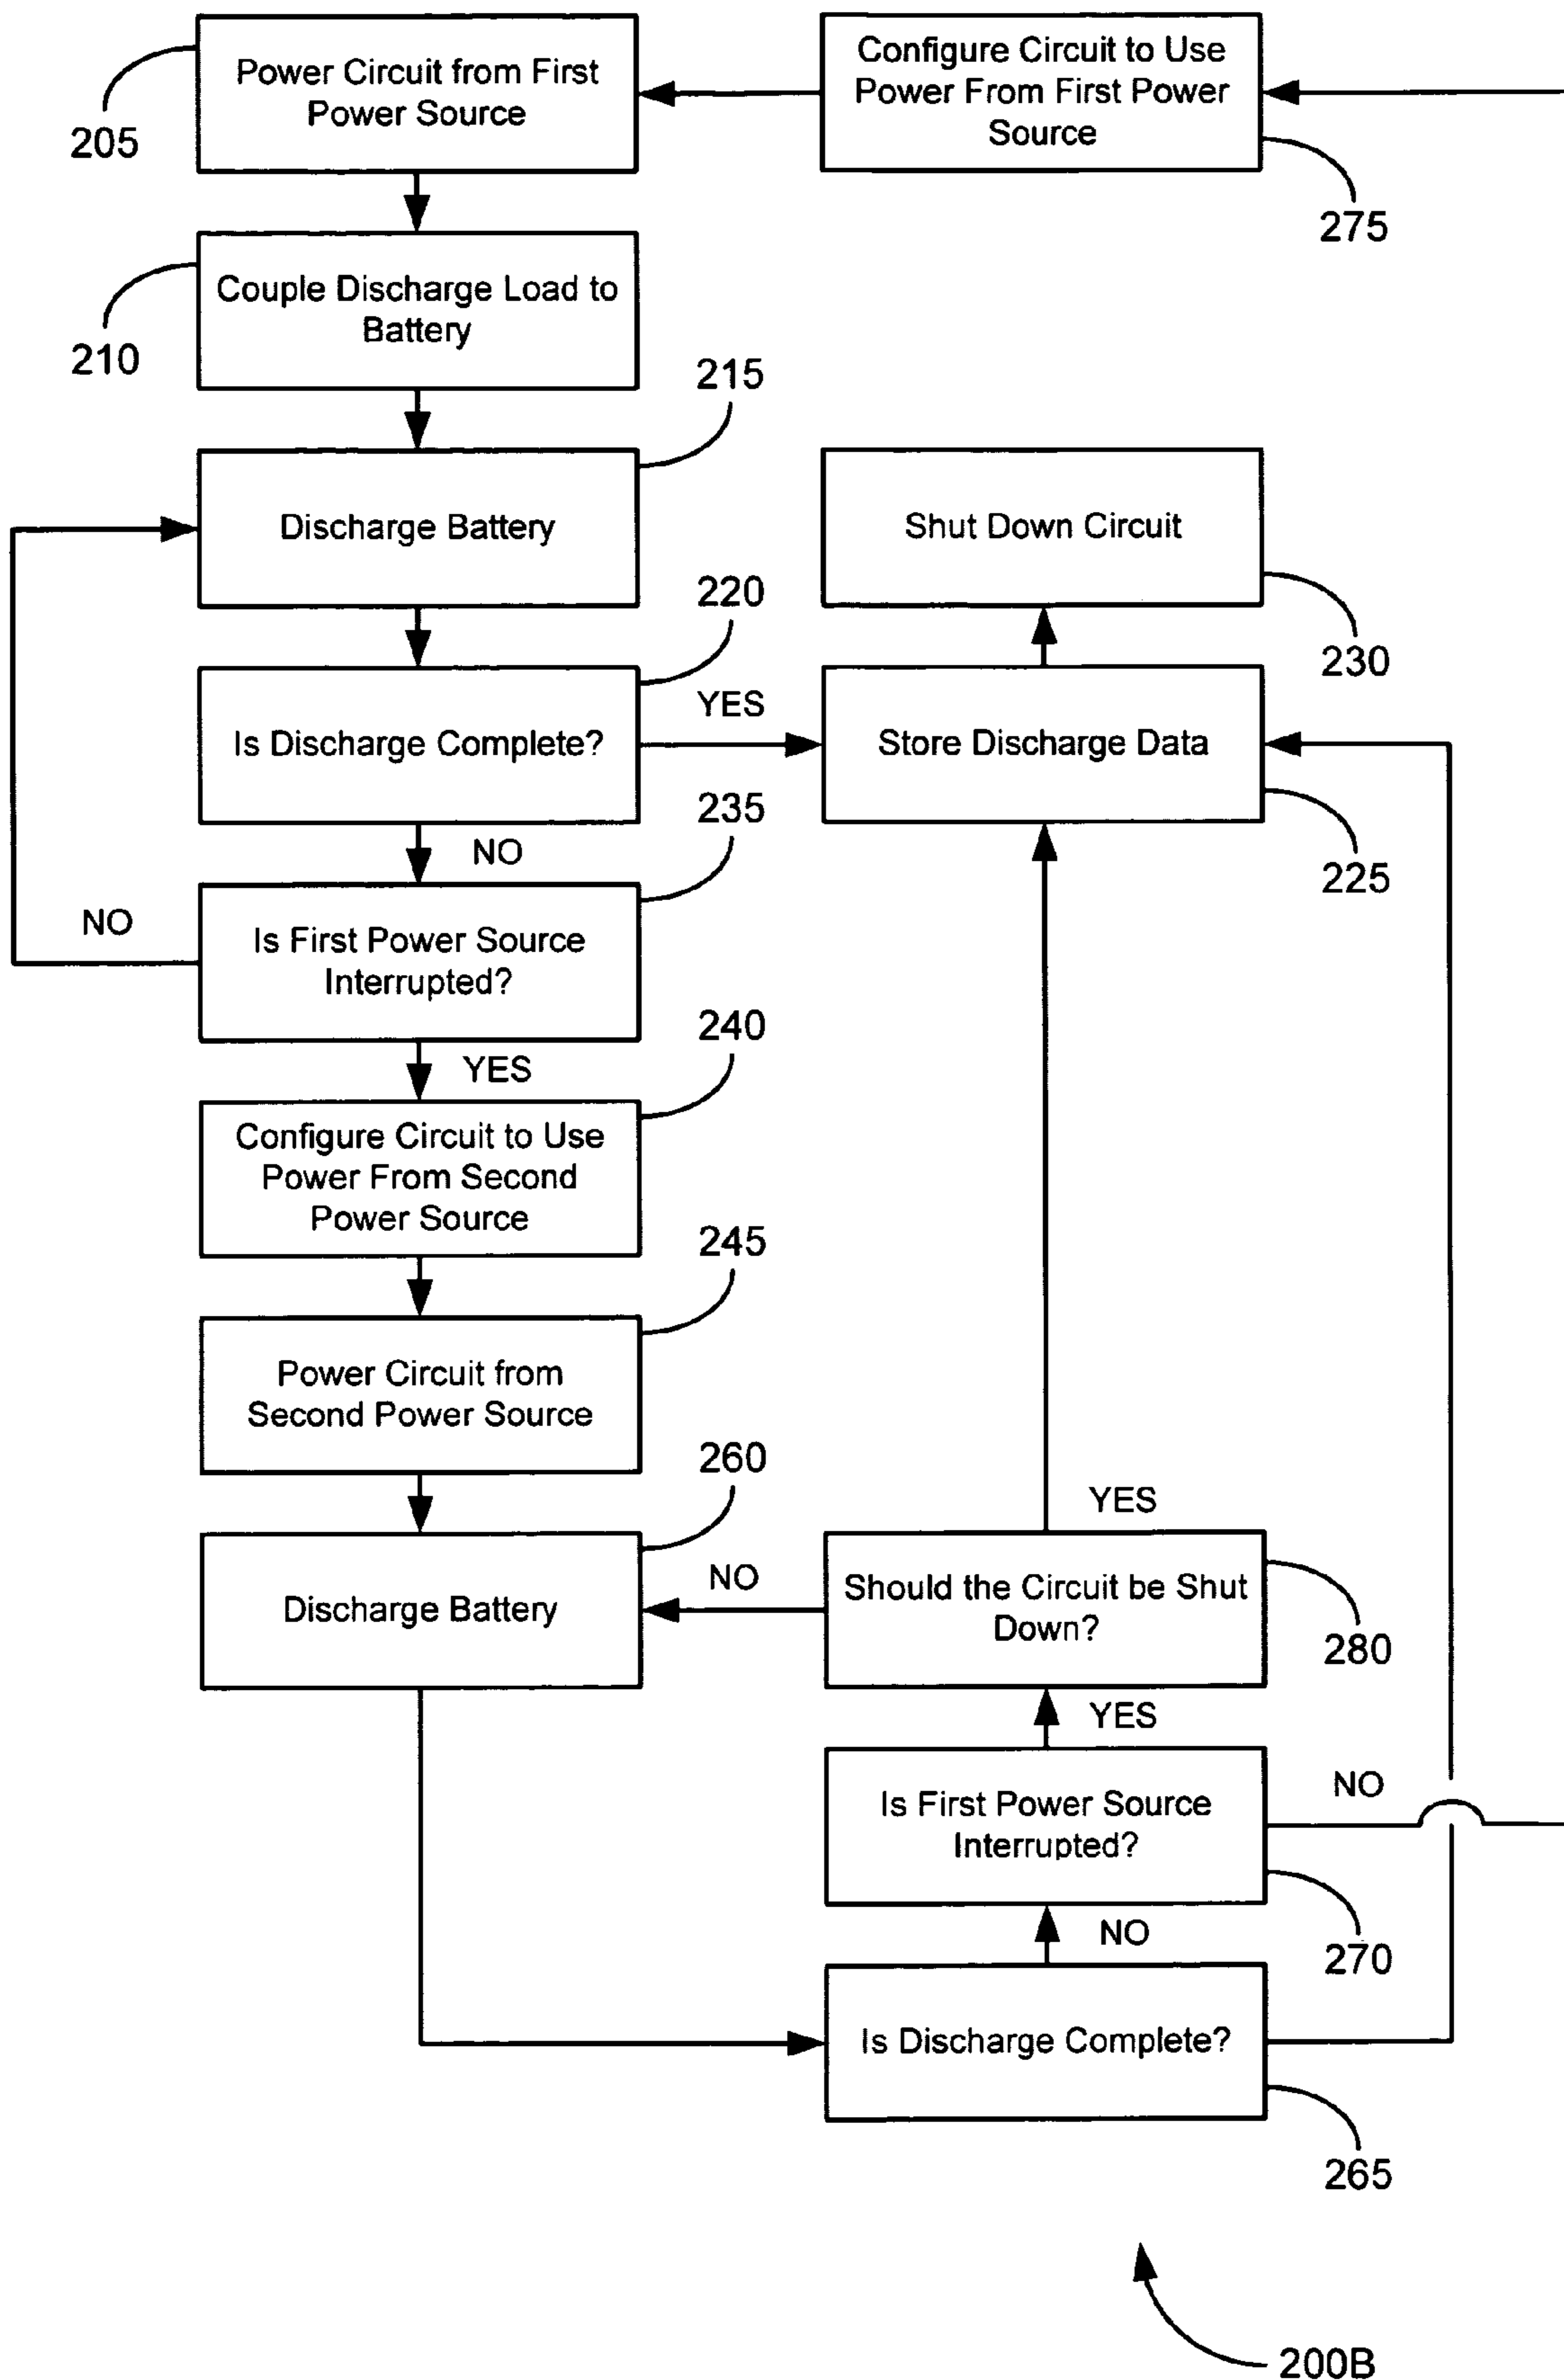 Power Circuit from First
Power Source
205
Configure Circuit to Use
Power From First Power
Source
275
Couple Discharge Load to
Battery
210
215
Discharge Battery
Shut Down Circuit
230
220
Is Discharge Complete?
YES
Store Discharge Data
225
NO
235
NO
Is First Power Source
Interrupted?
YES
240
Configure Circuit to Use
Power From Second
Power Source
245
Power Circuit from
Second Power Source
260
Discharge Battery
NO
YES
Should the Circuit be Shut
Down?
280
YES
Is First Power Source
Interrupted?
NO
270
NO
Is Discharge Complete?
265
200B